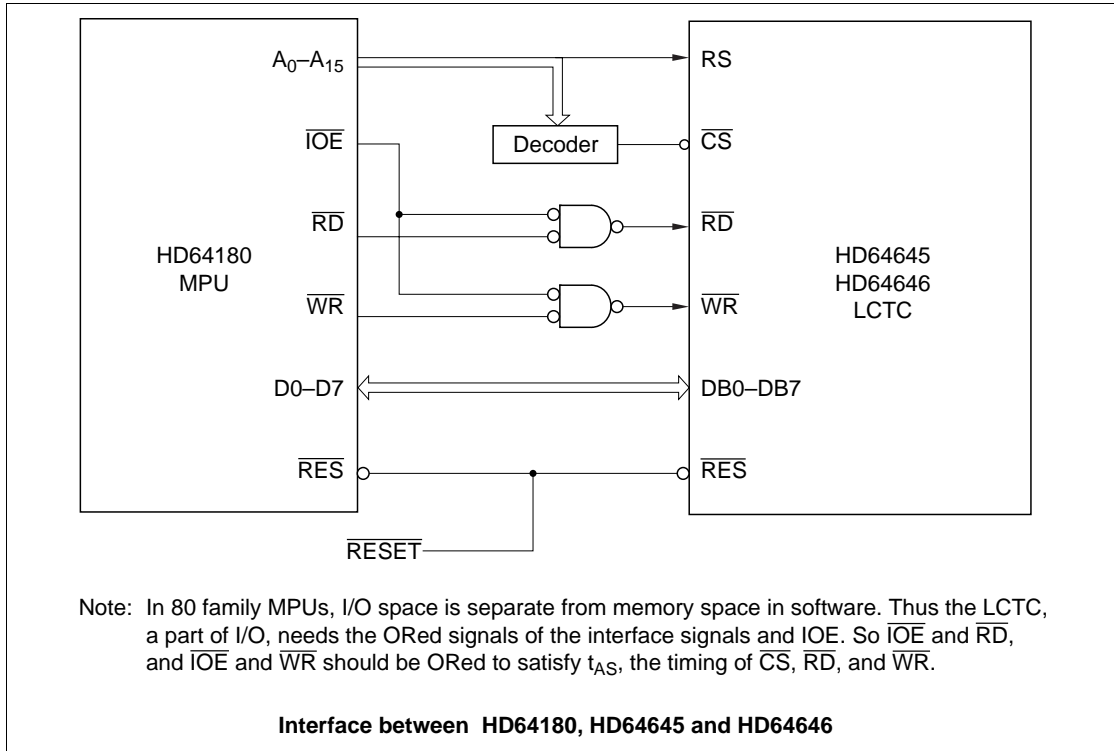 A0–A15
RS
IOE
Decoder
CS
RD
RD
HD64180
MPU
HD64645
HD64646
LCTC
WR
WR
D0–D7
DB0–DB7
RES
RES
RESET
Note: In 80 family MPUs, I/O space is separate from memory space in software. Thus the LCTC,
a part of I/O, needs the ORed signals of the interface signals and IOE. So IOE and RD,
and IOE and WR should be ORed to satisfy tAS, the timing of CS, RD, and WR.
Interface between HD64180, HD64645 and HD64646